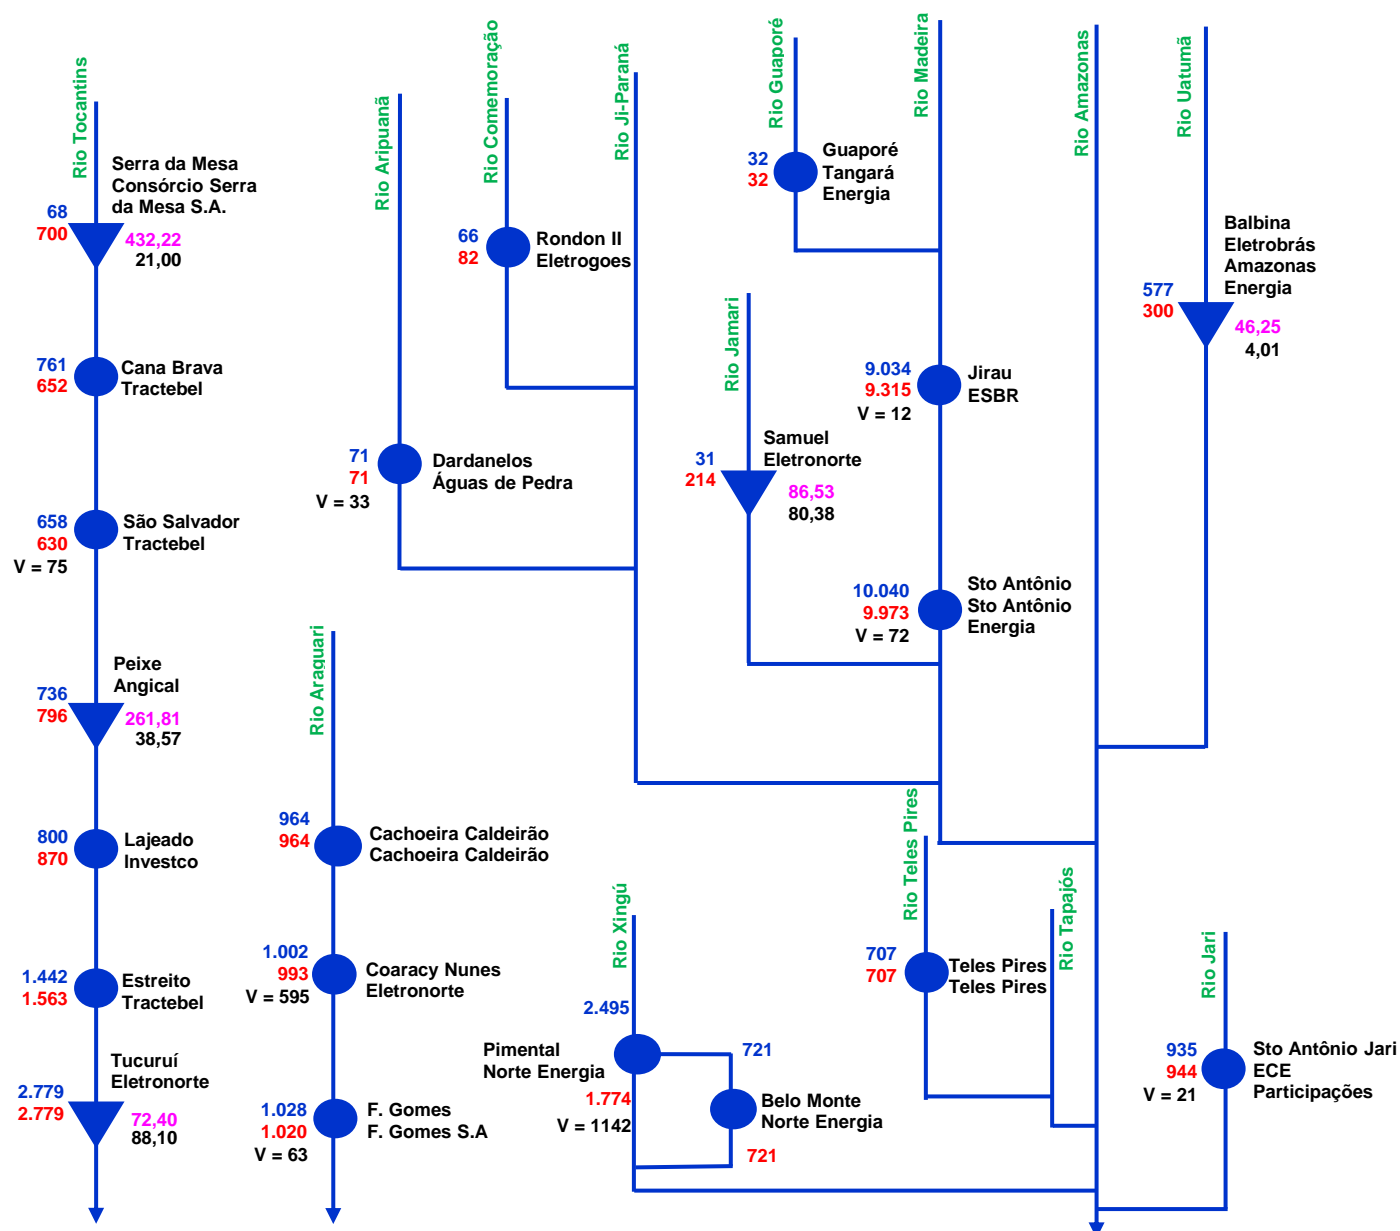 Rio Tocantins
Serra da Mesa
Consórcio Serra
da Mesa S.A.
68
700
432,22
21,00
761
652
Cana Brava
Tractebel
658
630
V = 75
São Salvador
Tractebel
Peixe
Angical
736
796
261,81
38,57
800
870
Lajeado
Investco
1.442
1.563
Estreito
Tractebel
Tucuruí
Eletronorte
2.779
2.779
72,40
88,10
Rio Araguari
964
964
Cachoeira Caldeirão
Cachoeira Caldeirão
1.002
993
V = 595
Coaracy Nunes
Eletronorte
1.028
1.020
V = 63
F. Gomes
F. Gomes S.A
Rio Aripuanã
71
71
V = 33
Dardanelos
Águas de Pedra
Rio Comemoração
66
82
Rondon II
Eletrogoes
Rio Ji-Paraná
Rio Guaporé
32
32
Guaporé
Tangará
Energia
Rio Jamari
31
214
Samuel
Eletronorte
86,53
80,38
Rio Madeira
9.034
9.315
V = 12
Jirau
ESBR
10.040
9.973
V = 72
Sto Antônio
Sto Antônio
Energia
Rio Amazonas
Rio Uatumã
577
300
Balbina
Eletrobrás
Amazonas
Energia
46,25
4,01
Rio Xingú
2.495
Pimental
Norte Energia
1.774
V = 1142
721
Belo Monte
Norte Energia
721
Rio Teles Pires
707
707
Teles Pires
Teles Pires
Rio Tapajós
Rio Jari
935
944
V = 21
Sto Antônio Jari
ECE
Participações